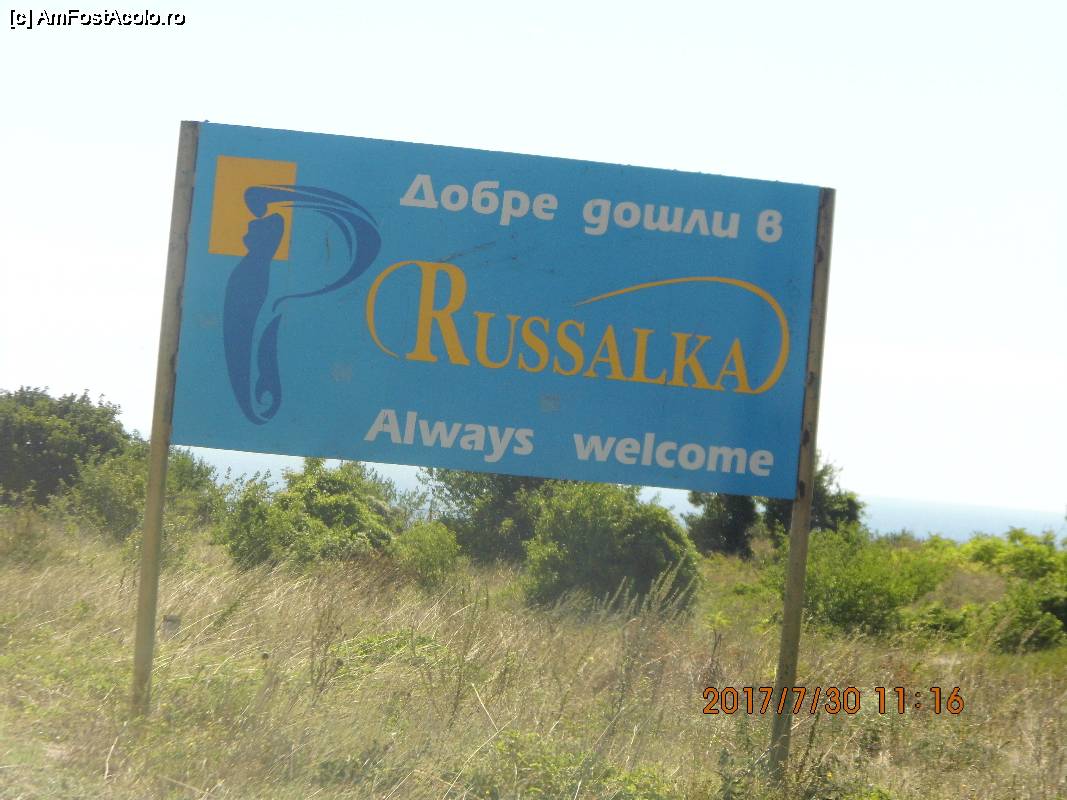 [c] AmFostAcolo.ro
Добре дошли в
RUSSALKA
Always welcome
2017/7/30 11:16